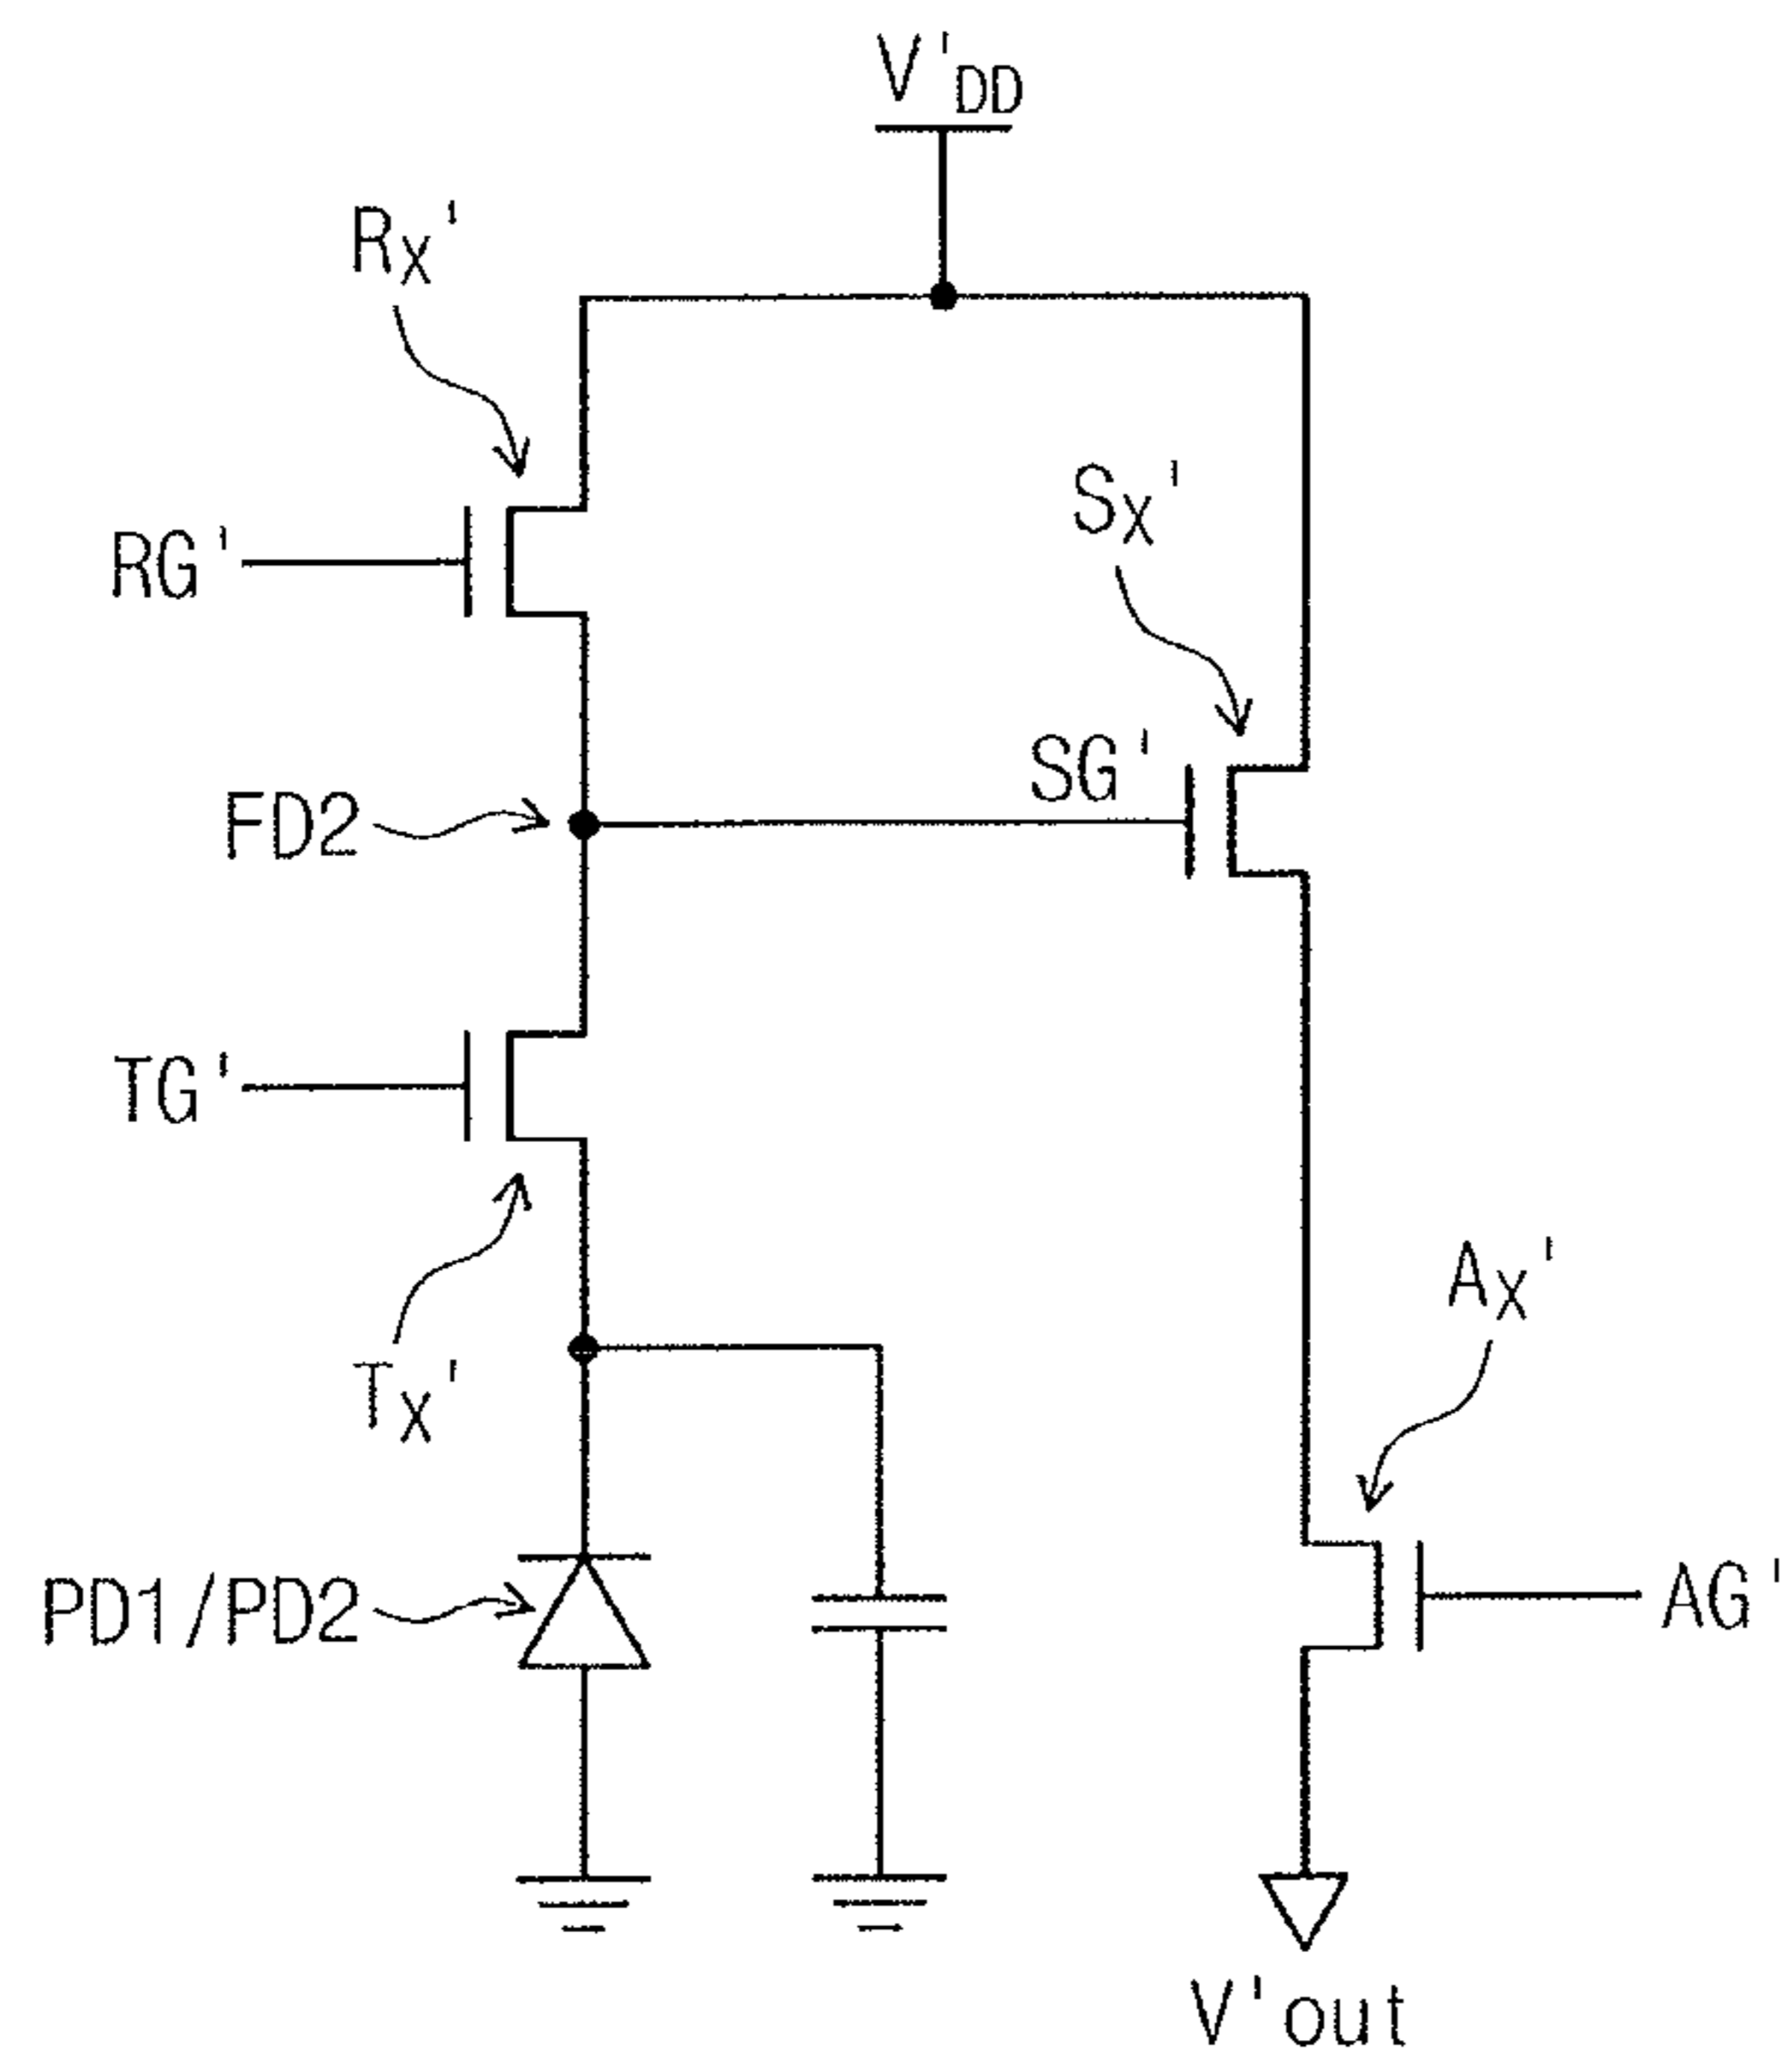 V'DD
RX'
SX'
RG'
SG'
FD2
TG'
AX'
TX'
PD1/PD2
AG'
V'out